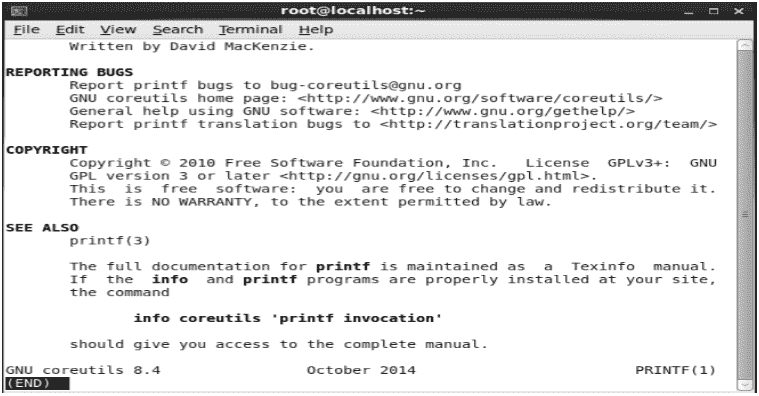 root@localhost:~
File Edit View Search Terminal Help
Written by David MacKenzie.
REPORTING BUGS
Report printf bugs to bug-coreutils@gnu.org
GNU coreutils home page: <http://www.gnu.org/software/coreutils/>
General help using GNU software: <http://www.gnu.org/gethelp/>
Report printf translation bugs to <http://translationproject.org/team/>
COPYRIGHT
Copyright © 2010 Free Software Foundation, Inc. License GPLv3+: GNU
GPL version 3 or later <http://gnu.org/licenses/gpl.html>.
This is free software: you are free to change and redistribute it.
There is NO WARRANTY, to the extent permitted by law.
SEE ALSO
printf(3)
The full documentation for printf is maintained as a Texinfo manual.
If the info and printf programs are properly installed at your site,
the command
info coreutils 'printf invocation'
should give you access to the complete manual.
GNU coreutils 8.4 October 2014 PRINTF(1)
(END)